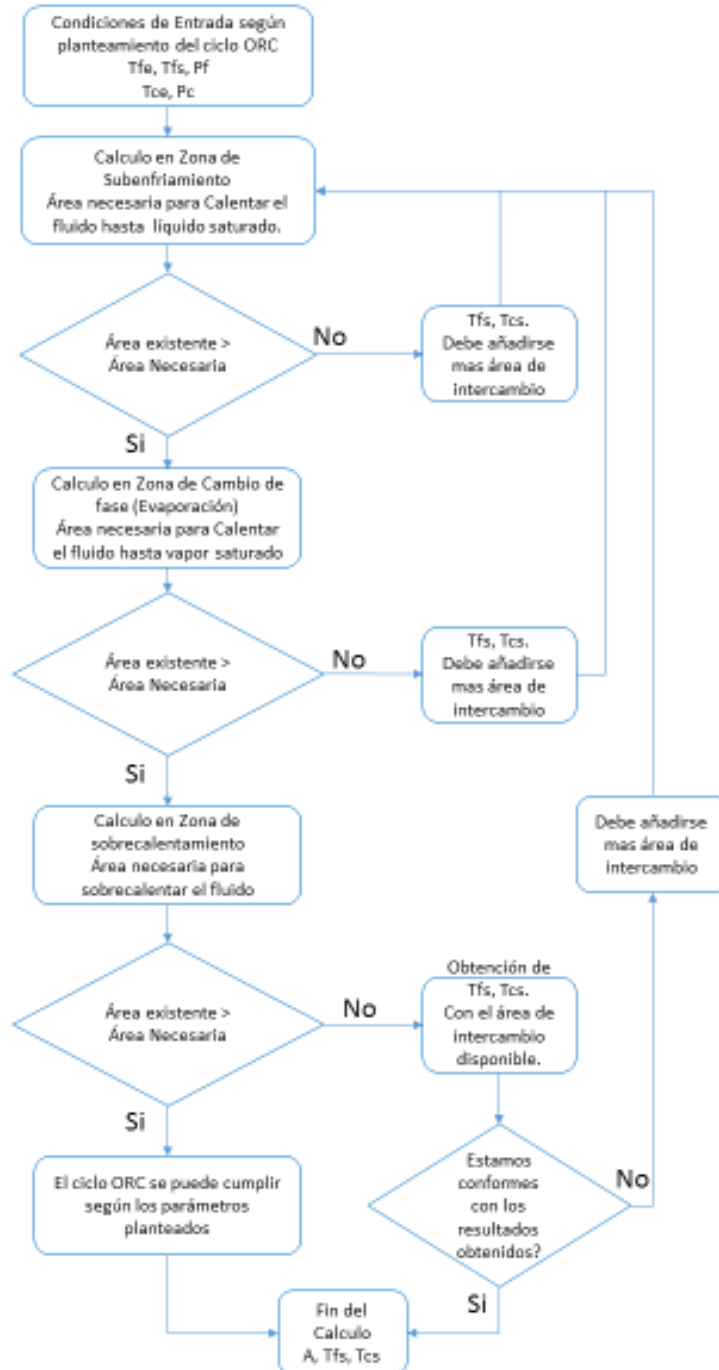 Condiciones de Entrada según
planteamiento del ciclo ORC
Tfe, Tfs, Pf
Tce, Pc
Calculo en Zona de
Subenfriamiento
Área necesaria para Calentar el
fluido hasta líquido saturado.
Área existente >
Área Necesaria
No
Tfs, Tcs.
Debe añadirse
mas área de
intercambio
Si
Calculo en Zona de Cambio de
fase (Evaporación)
Área necesaria para Calentar
el fluido hasta vapor saturado
Área existente >
Área Necesaria
No
Tfs, Tcs.
Debe añadirse
mas área de
intercambio
Si
Calculo en Zona de
sobrecalentamiento
Área necesaria para
sobrecalentar el fluido
Debe añadirse
mas área de
intercambio
Área existente >
Área Necesaria
No
Obtención de
Tfs, Tcs.
Con el área de
intercambio
disponible.
Si
El ciclo ORC se puede cumplir
según los parámetros
planteados
Estamos
conformes
con los
resultados
obtenidos?
No
Si
Fin del
Calculo
A, Tfs, Tcs